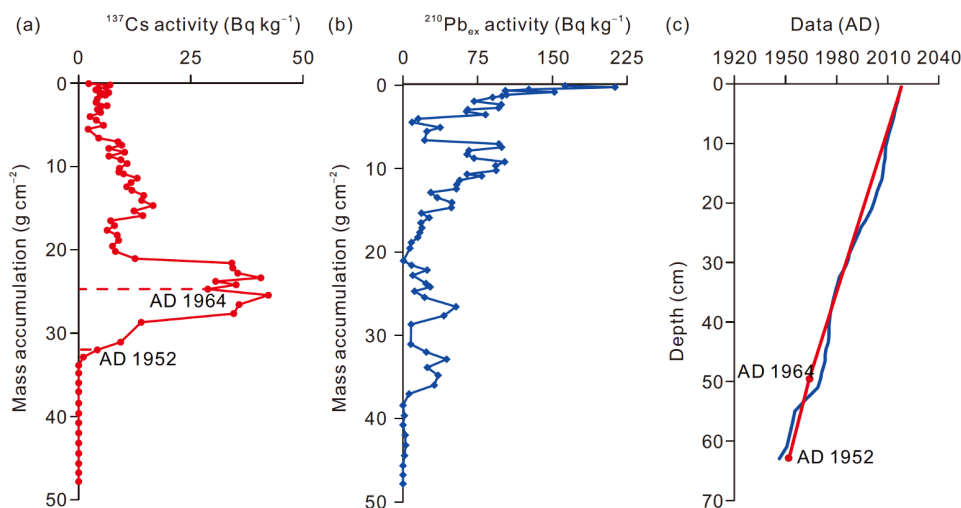 (a)
¹³⁷Cs activity (Bq kg⁻¹)
0 25 50
Mass accumulation (g cm⁻²)
0
10
20
30
40
50
AD 1964
AD 1952
(b)
²¹⁰Pbₑₓ activity (Bq kg⁻¹)
0 75 150 225
Mass accumulation (g cm⁻²)
0
10
20
30
40
50
(c)
Data (AD)
1920 1950 1980 2010 2040
Depth (cm)
0
10
20
30
40
50
60
70
AD 1964
AD 1952